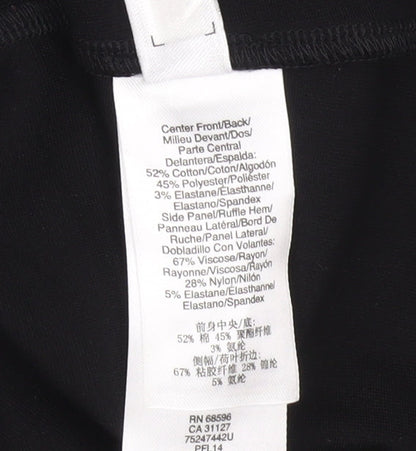 Center Front/Back/
Milieu Devant/Dos/
Parte Central
Delantera/Espalda:
52% Cotton/Coton/Algodón
45% Polyester/Poliéster
3% Elastane/Elasthanne/
Elastano/Spandex
Side Panel/Ruffle Hem/
Panneau Latéral/Bord De
Ruche/Panel Lateral/
Dobladillo Con Volantes:
67% Viscose/Rayon/
Rayonne/Viscosa/Rayón
28% Nylon/Nilón
5% Elastane/Elasthanne/
Elastano/Spandex
前身中央/底:
52% 棉 45% 聚酯纤维
3% 氨纶
侧幅/荷叶折边:
67% 粘胶纤维 28% 锦纶
5% 氨纶
RN 68596
CA 31127
75247442U
PFL14